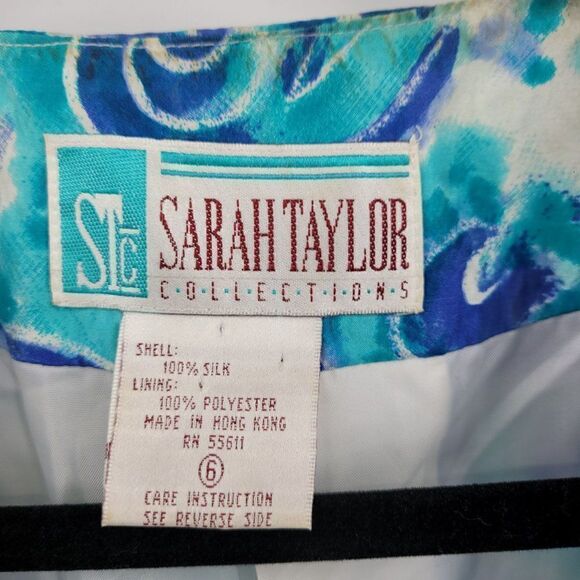 STC
SARAH TAYLOR
C·O·L·L·E·C·T·I·O·N·S
SHELL:
100% SILK
LINING:
100% POLYESTER
MADE IN HONG KONG
RN 55611
6
CARE INSTRUCTION
SEE REVERSE SIDE